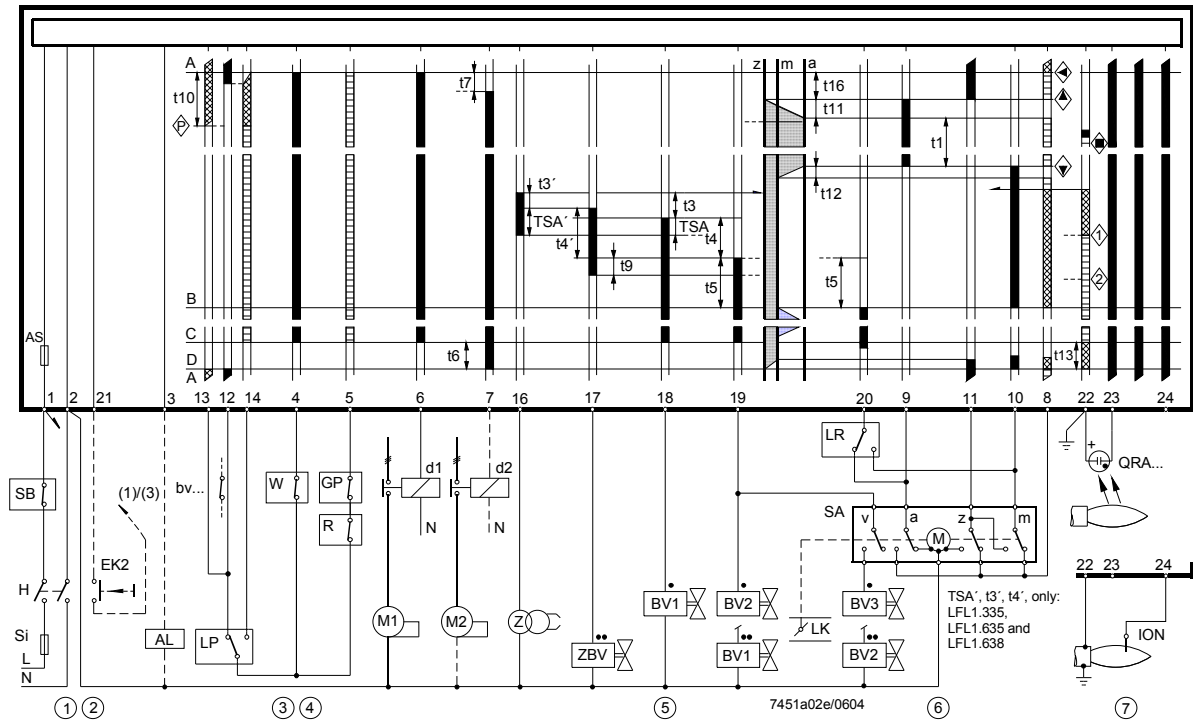 A
z m a
t10
t7
t16
t11
P
t1
t3´
t12
t3
TSA´
TSA
t4
t4´
1
t9
t5
t5
2
B
AS
C
t6
t13
D
A
1 2 21 3 13 12 14 4 5 6 7 16 17 18 19 20 9 11 10 8 22 23 24
LR
+
QRA...
d1
d2
SB
(1)/(3)
bv...
W
GP
N
N
SA
v a z m
R
M
EK2
22 23 24
H
BV1
BV2
BV3
TSA´, t3´, t4´, only:
LFL1.335,
LFL1.635 and
LFL1.638
M1
M2
Z
LK
Si
AL
LP
ZBV
BV1
BV2
ION
L
N
7451a02e/0604
1 2 3 4 5 6 7